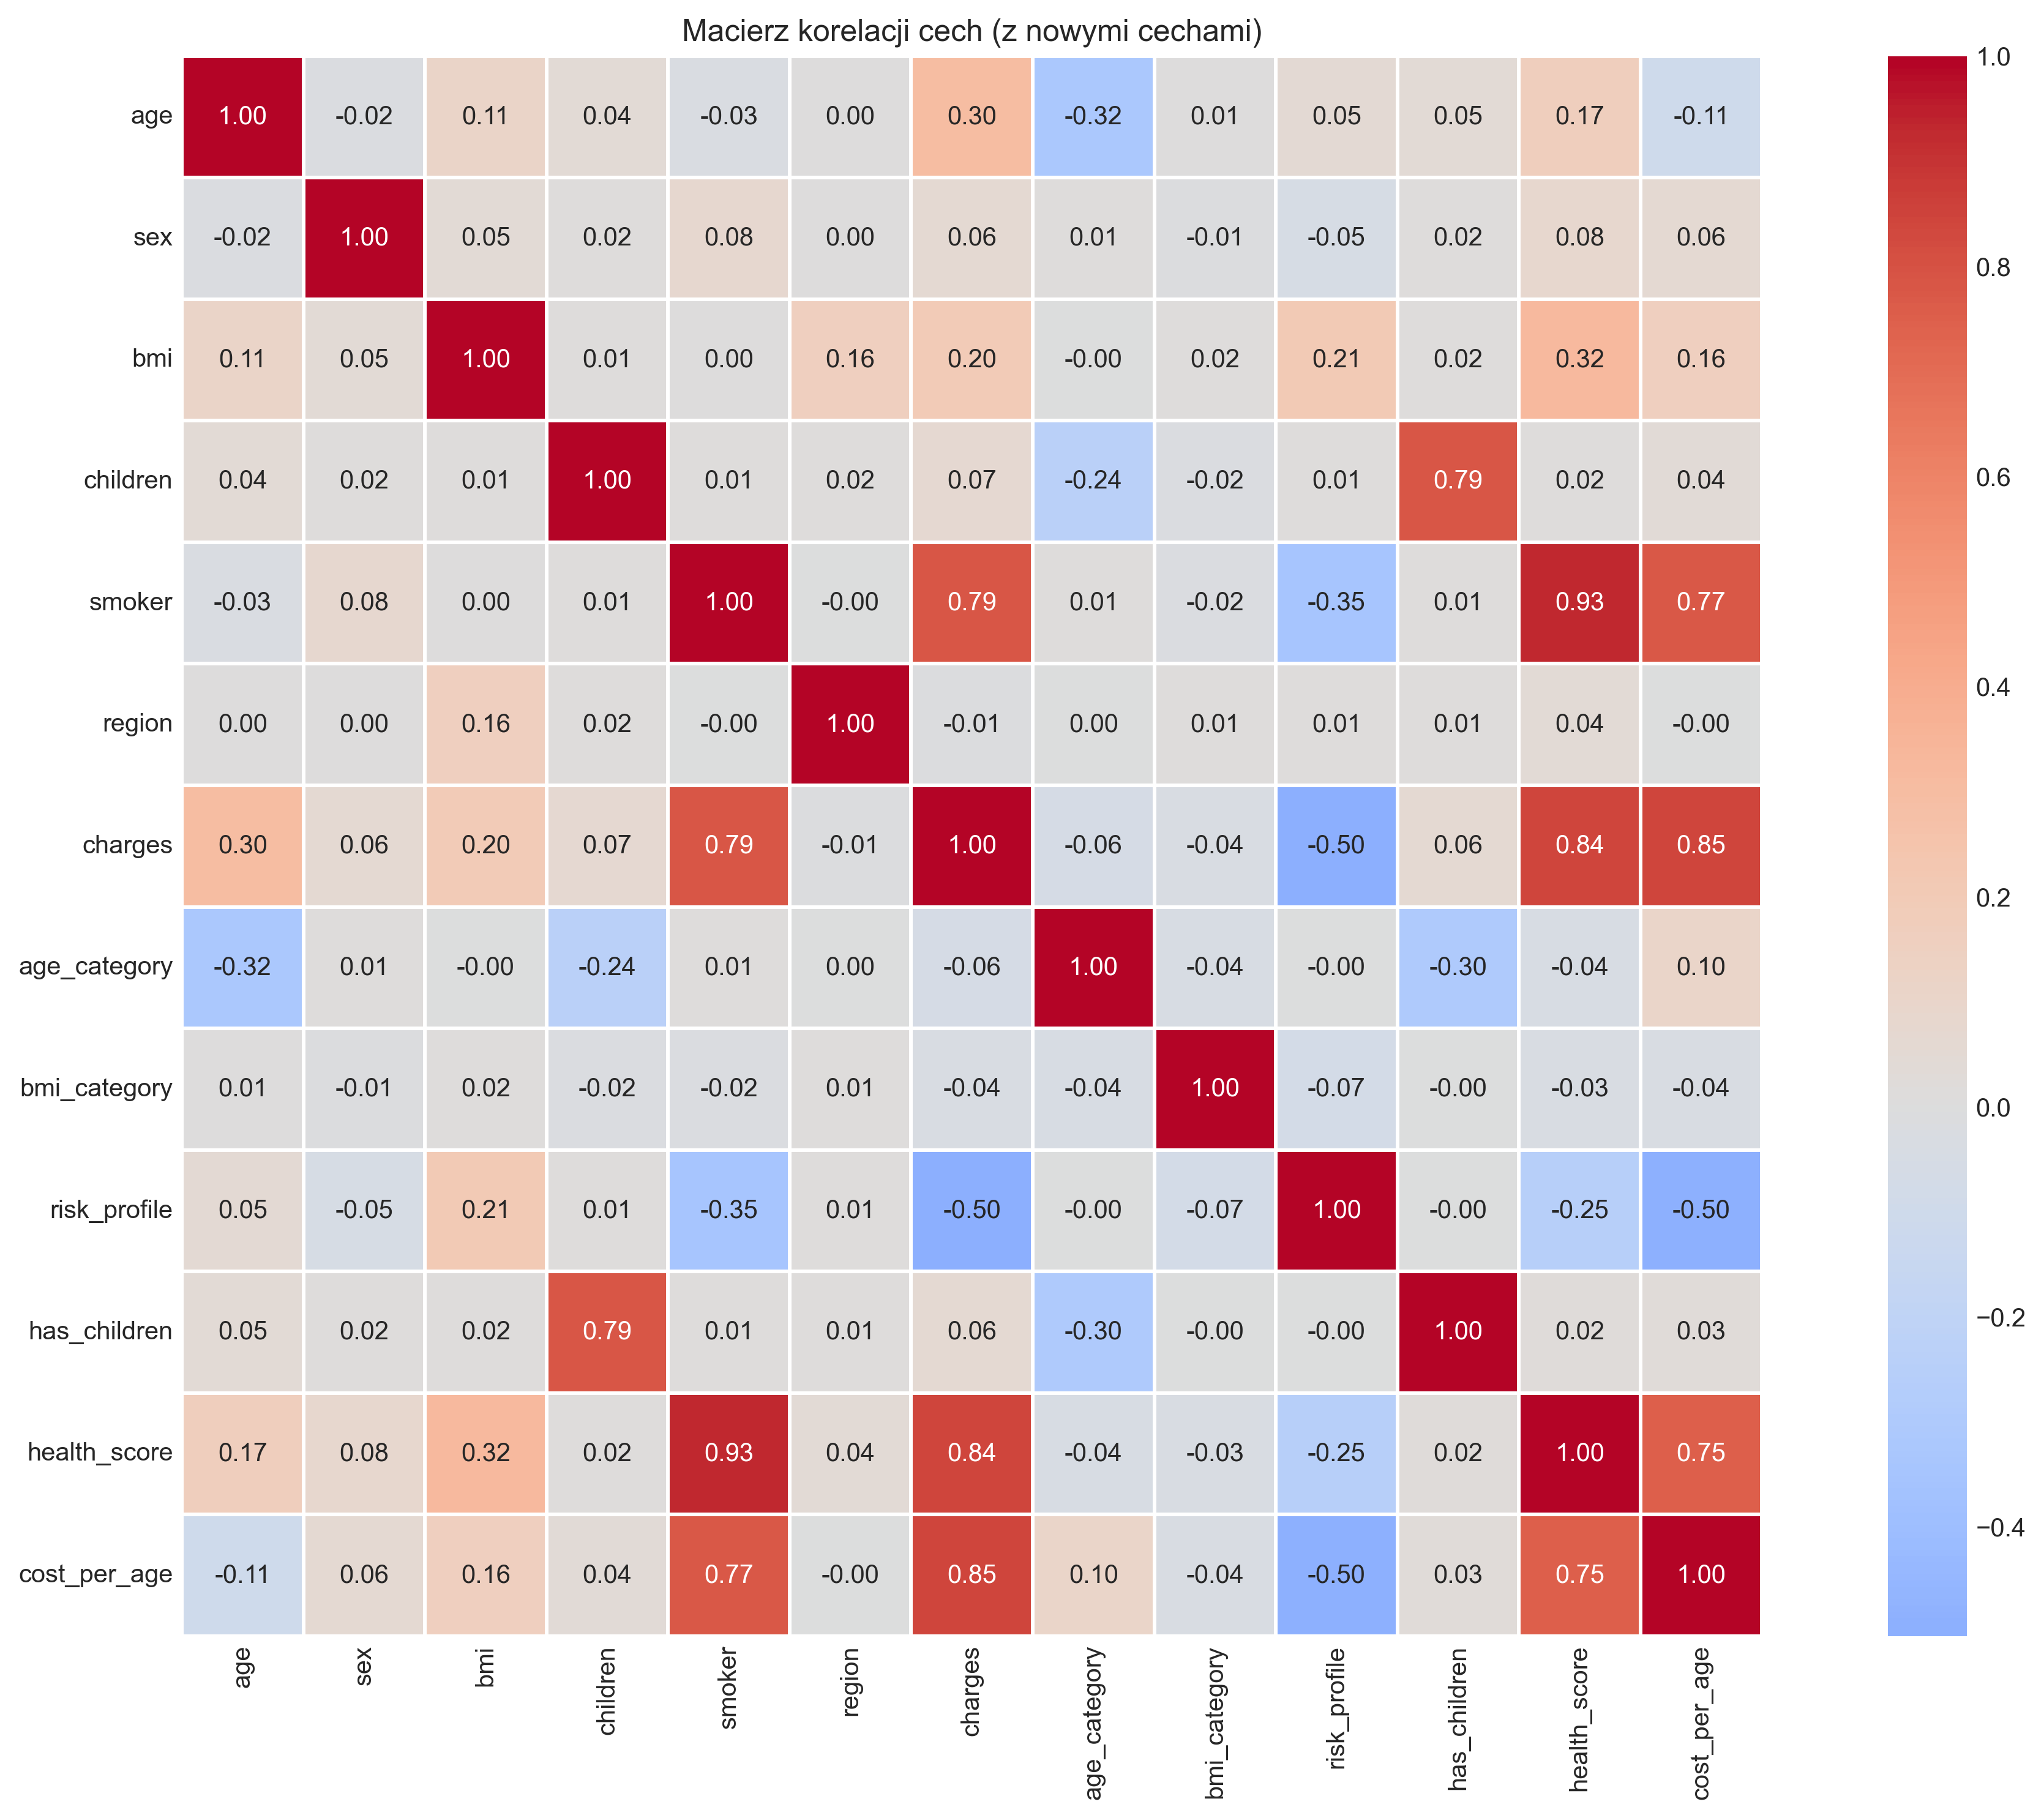 Macierz korelacji cech (z nowymi cechami)
age 1.00 -0.02 0.11 0.04 -0.03 0.00 0.30 -0.32 0.01 0.05 0.05 0.17 -0.11
sex -0.02 1.00 0.05 0.02 0.08 0.00 0.06 0.01 -0.01 -0.05 0.02 0.08 0.06
bmi 0.11 0.05 1.00 0.01 0.00 0.16 0.20 -0.00 0.02 0.21 0.02 0.32 0.16
children 0.04 0.02 0.01 1.00 0.01 0.02 0.07 -0.24 -0.02 0.01 0.79 0.02 0.04
smoker -0.03 0.08 0.00 0.01 1.00 -0.00 0.79 0.01 -0.02 -0.35 0.01 0.93 0.77
region 0.00 0.00 0.16 0.02 -0.00 1.00 -0.01 0.00 0.01 0.01 0.01 0.04 -0.00
charges 0.30 0.06 0.20 0.07 0.79 -0.01 1.00 -0.06 -0.04 -0.50 0.06 0.84 0.85
age_category -0.32 0.01 -0.00 -0.24 0.01 0.00 -0.06 1.00 -0.04 -0.00 -0.30 -0.04 0.10
bmi_category 0.01 -0.01 0.02 -0.02 -0.02 0.01 -0.04 -0.04 1.00 -0.07 -0.00 -0.03 -0.04
risk_profile 0.05 -0.05 0.21 0.01 -0.35 0.01 -0.50 -0.00 -0.07 1.00 -0.00 -0.25 -0.50
has_children 0.05 0.02 0.02 0.79 0.01 0.01 0.06 -0.30 -0.00 -0.00 1.00 0.02 0.03
health_score 0.17 0.08 0.32 0.02 0.93 0.04 0.84 -0.04 -0.03 -0.25 0.02 1.00 0.75
cost_per_age -0.11 0.06 0.16 0.04 0.77 -0.00 0.85 0.10 -0.04 -0.50 0.03 0.75 1.00
age
sex
bmi
children
smoker
region
charges
age_category
bmi_category
risk_profile
has_children
health_score
cost_per_age
1.0
0.8
0.6
0.4
0.2
0.0
−0.2
−0.4